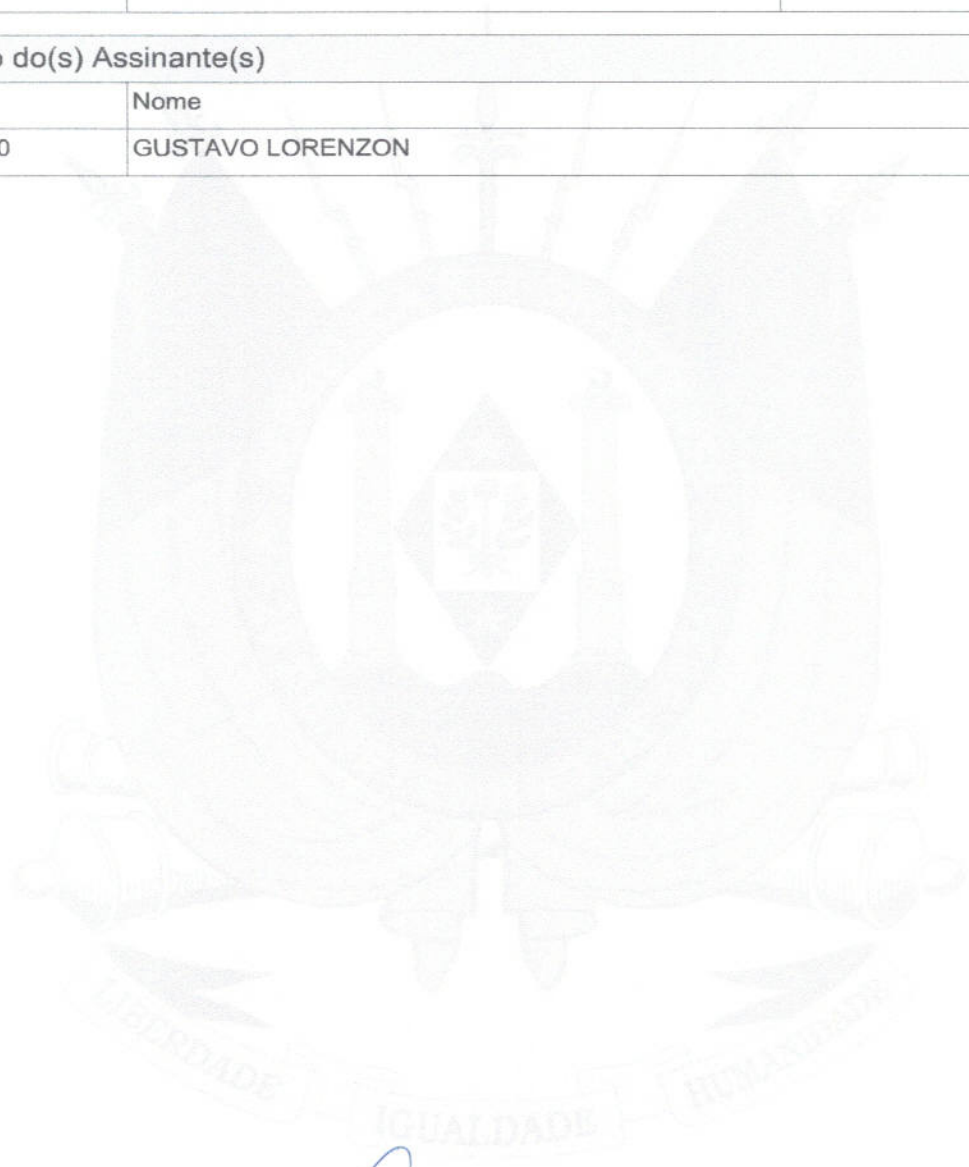 do(s) Assinante(s)
Nome
0
GUSTAVO LORENZON
LIBERDADE
IGUALDADE
HUMANIDADE